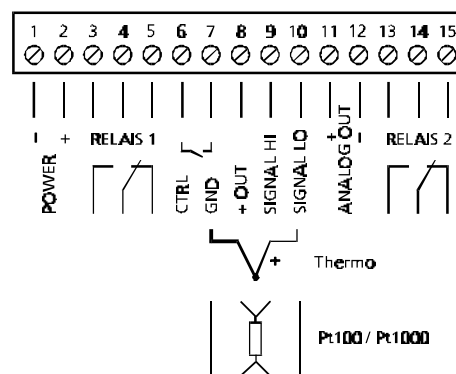 1 2 3 4 5 6 7 8 9 10 11 12 13 14 15
– + RELAIS 1 + – RELAIS 2
POWER
CTRL
GND
+ OUT
SIGNAL HI
SIGNAL LO
ANALOG OUT
+ Thermo
Pt100 / Pt1000